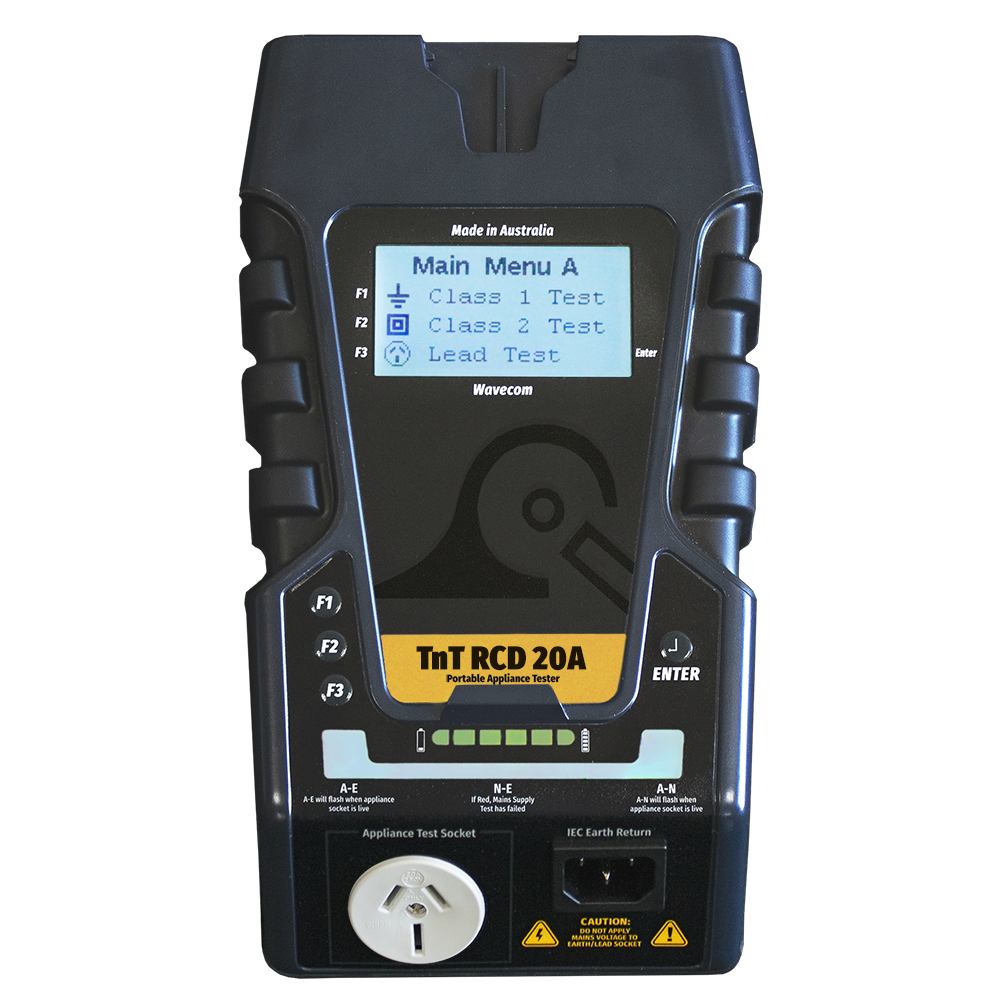 Made in Australia
Main Menu A
F1 Class 1 Test
F2 Class 2 Test
F3 Lead Test
Enter
Wavecom
F1
F2
F3
TnT RCD 20A
Portable Appliance Tester
ENTER
A-E
A-E will flash when appliance
socket is live
N-E
If Red, Mains Supply
Test has failed
A-N
A-N will flash when
appliance socket is live
Appliance Test Socket
IEC Earth Return
CAUTION:
DO NOT APPLY
MAINS VOLTAGE TO
EARTH/LEAD SOCKET